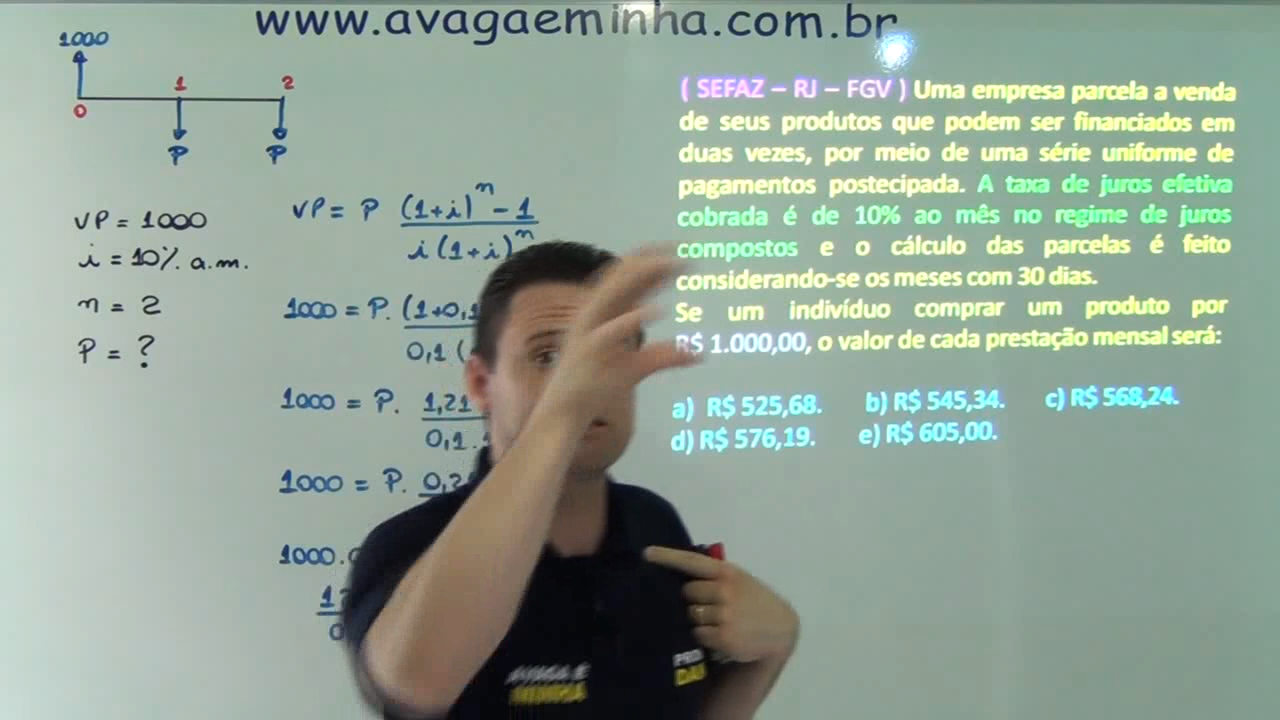 www.avagaeminha.com.br
1000
0
1
2
P
P
VP = 1000
i = 10% a.m.
n = 2
P = ?
VP = P (1+i)^n - 1
i (1+i)^n
1000 = P. (1+0,1
0,1 (
1000 = P. 1,21
0,1.
1000 = P. 0,2
1000.
( SEFAZ – RJ – FGV ) Uma empresa parcela a venda
de seus produtos que podem ser financiados em
duas vezes, por meio de uma série uniforme de
pagamentos postecipada. A taxa de juros efetiva
cobrada é de 10% ao mês no regime de juros
compostos e o cálculo das parcelas é feito
considerando-se os meses com 30 dias.
Se um indivíduo comprar um produto por
R$ 1.000,00, o valor de cada prestação mensal será:
a) R$ 525,68. b) R$ 545,34. c) R$ 568,24.
d) R$ 576,19. e) R$ 605,00.